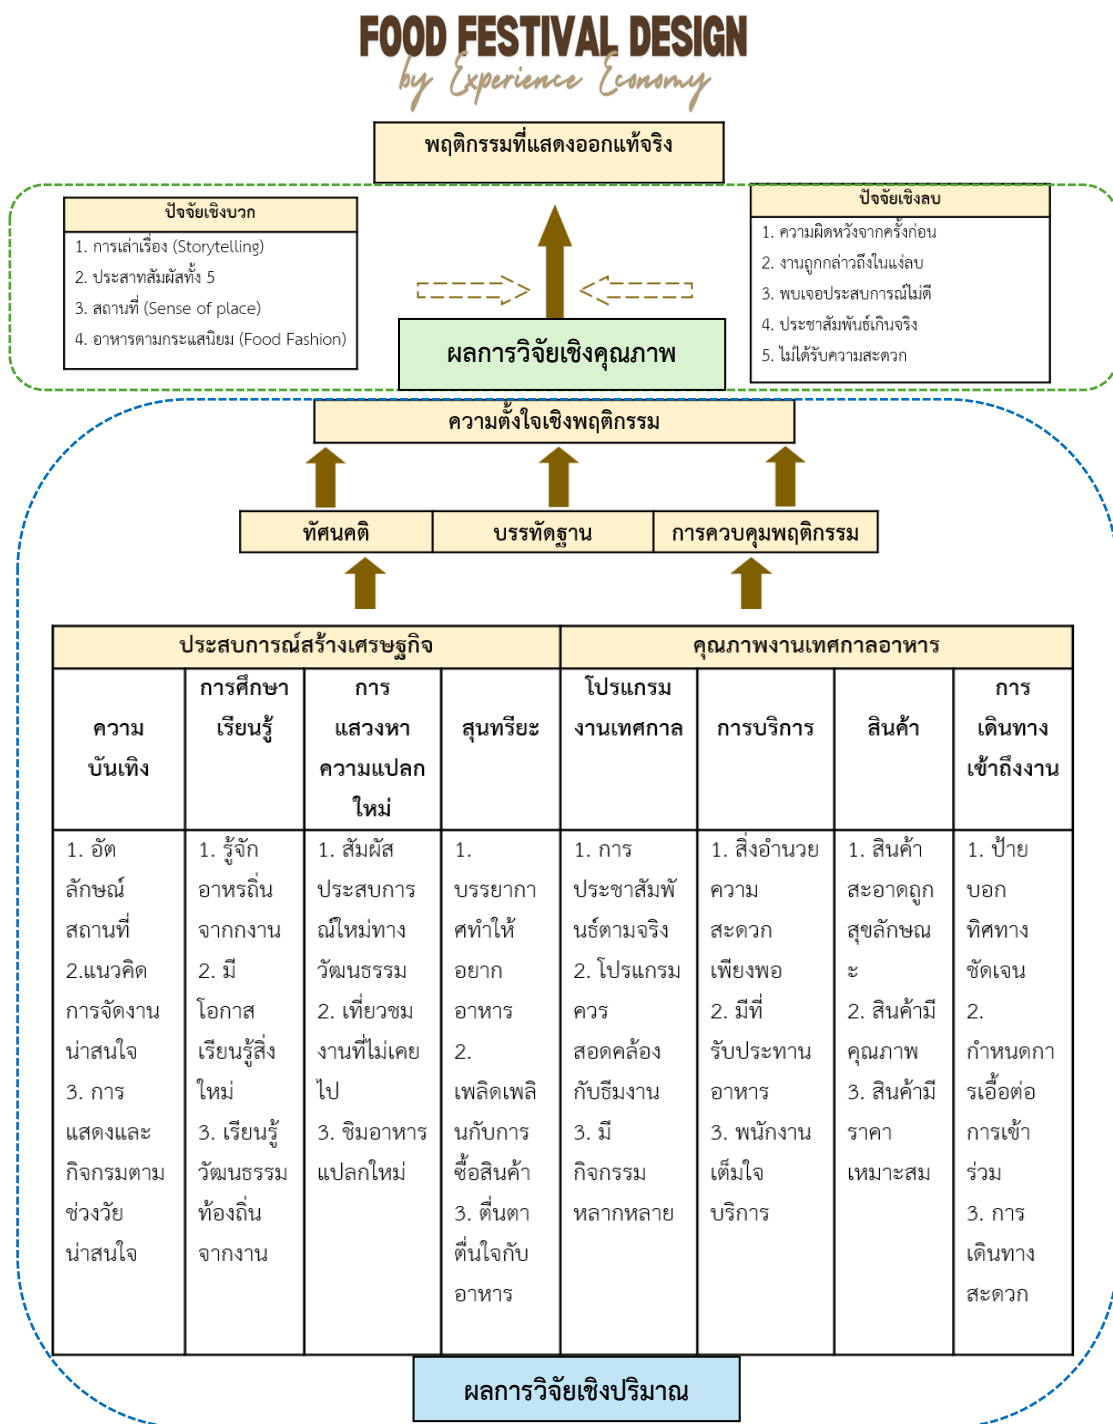 FOOD FESTIVAL DESIGN
by Experience Economy
พฤติกรรมที่แสดงออกแท้จริง
ปัจจัยเชิงบวก
1. การเล่าเรื่อง (Storytelling)
2. ประสาทสัมผัสทั้ง 5
3. สถานที่ (Sense of place)
4. อาหารตามกระแสนิยม (Food Fashion)
ปัจจัยเชิงลบ
1. ความผิดหวังจากครั้งก่อน
2. งานถูกกล่าวถึงในแง่ลบ
3. พบเจอประสบการณ์ไม่ดี
4. ประชาสัมพันธ์เกินจริง
5. ไม่ได้รับความสะดวก
ผลการวิจัยเชิงคุณภาพ
ความตั้งใจเชิงพฤติกรรม
ทัศนคติ
บรรทัดฐาน
การควบคุมพฤติกรรม
ประสบการณ์สร้างเศรษฐกิจ
คุณภาพงานเทศกาลอาหาร
ความ
บันเทิง
การศึกษา
เรียนรู้
การ
แสวงหา
ความแปลก
ใหม่
สุนทรียะ
โปรแกรม
งานเทศกาล
การบริการ
สินค้า
การ
เดินทาง
เข้าถึงงาน
1. อัต
ลักษณ์
สถานที่
2.แนวคิด
การจัดงาน
น่าสนใจ
3. การ
แสดงและ
กิจกรมตาม
ช่วงวัย
น่าสนใจ
1. รู้จัก
อาหรถิ่น
จากกงาน
2. มี
โอกาส
เรียนรู้สิ่ง
ใหม่
3. เรียนรู้
วัฒนธรรม
ท้องถิ่น
จากงาน
1. สัมผัส
ประสบการ
ณ์ใหม่ทาง
วัฒนธรรม
2. เที่ยวชม
งานที่ไม่เคย
ไป
3. ชิมอาหาร
แปลกใหม่
1.
บรรยากา
ศทำให้
อยาก
อาหาร
2.
เพลิดเพลิ
นกับการ
ซื้อสินค้า
3. ตื่นตา
ตื่นใจกับ
อาหาร
1. การ
ประชาสัมพั
นธ์ตามจริง
2. โปรแกรม
ควร
สอดคล้อง
กับธีมงาน
3. มี
กิจกรรม
หลากหลาย
1. สิ่งอำนวย
ความ
สะดวก
เพียงพอ
2. มีที่
รับประทาน
อาหาร
3. พนักงาน
เต็มใจ
บริการ
1. สินค้า
สะอาดถูก
สุขลักษณ
ะ
2. สินค้ามี
คุณภาพ
3. สินค้ามี
ราคา
เหมาะสม
1. ป้าย
บอก
ทิศทาง
ชัดเจน
2.
กำหนดกา
รเอื้อต่อ
การเข้า
ร่วม
3. การ
เดินทาง
สะดวก
ผลการวิจัยเชิงปริมาณ